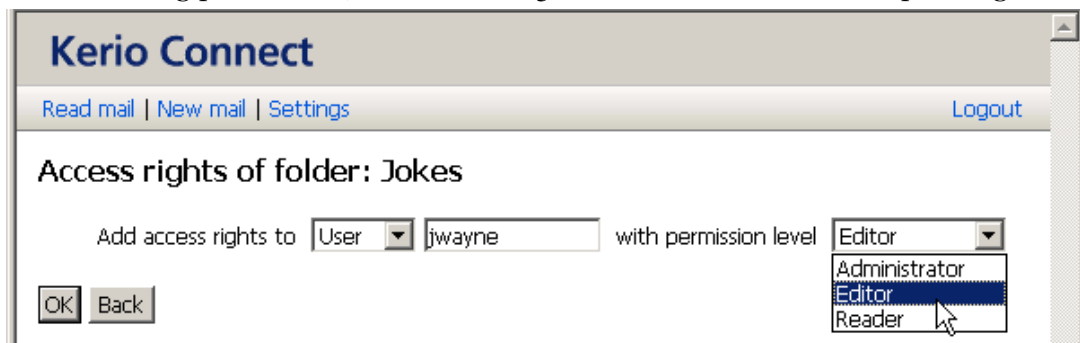 Kerio Connect
Read mail | New mail | Settings Logout
Access rights of folder: Jokes
Add access rights to User jwayne with permission level Editor
Administrator
Editor
OK Back Reader